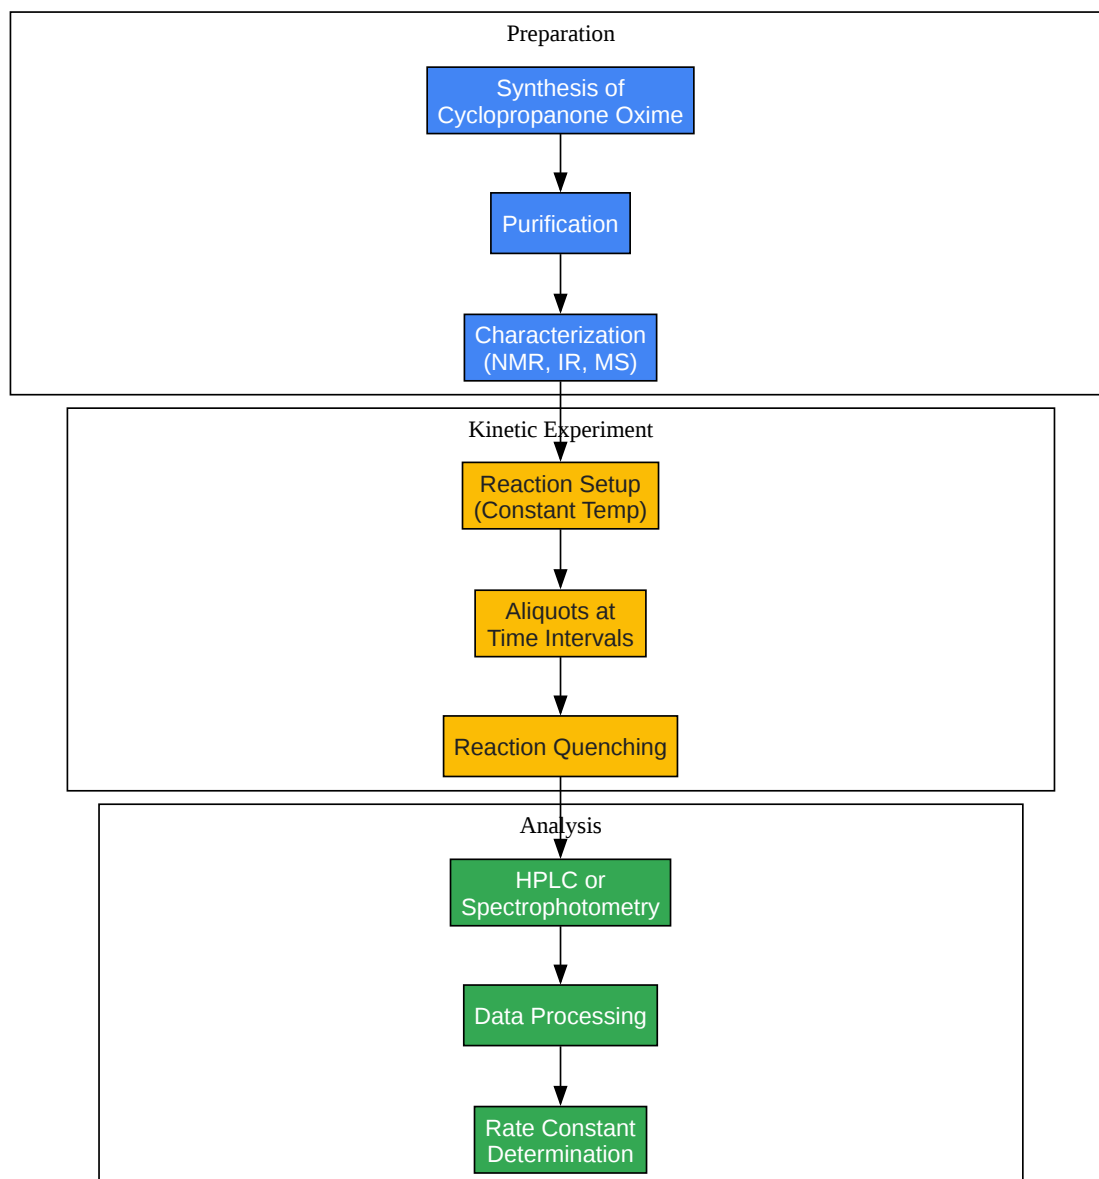 Preparation
Synthesis of
Cyclopropanone Oxime
Purification
Characterization
(NMR, IR, MS)
Kinetic Experiment
Reaction Setup
(Constant Temp)
Aliquots at
Time Intervals
Reaction Quenching
Analysis
HPLC or
Spectrophotometry
Data Processing
Rate Constant
Determination